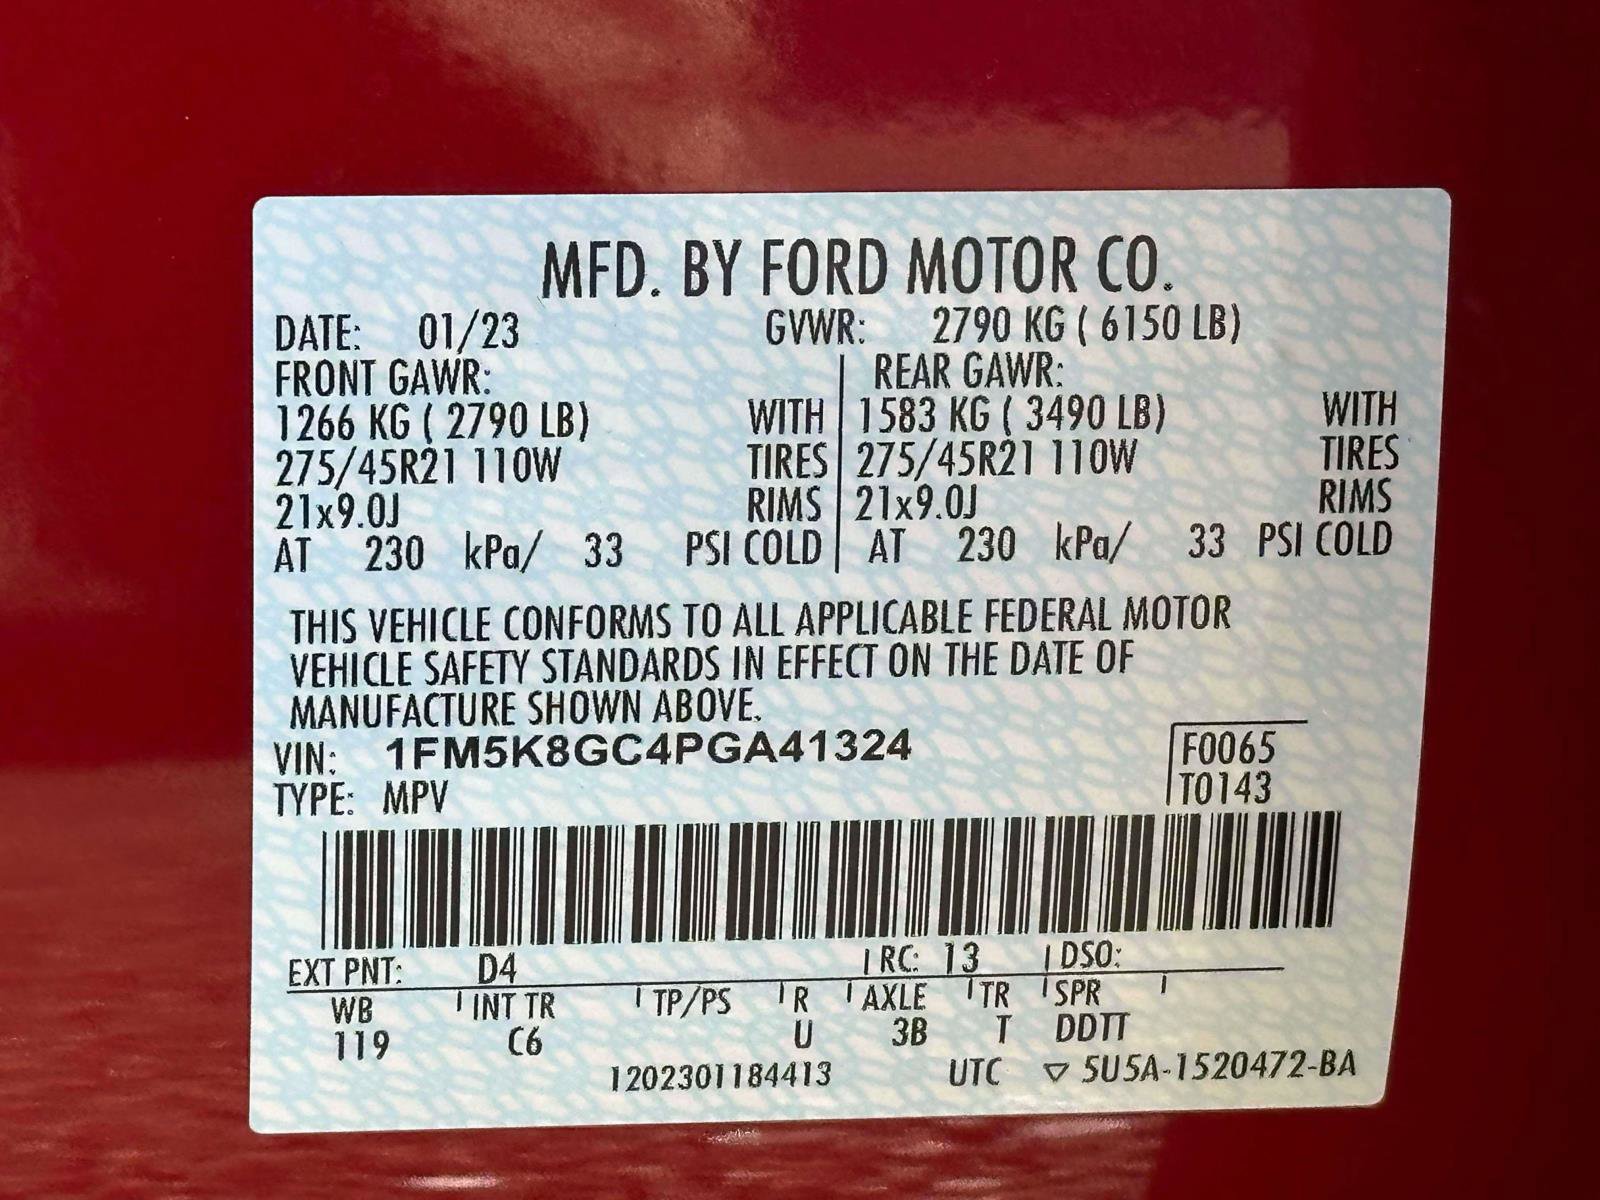 MFD. BY FORD MOTOR CO.
DATE: 01/23 GVWR: 2790 KG ( 6150 LB)
FRONT GAWR: REAR GAWR:
1266 KG ( 2790 LB) WITH 1583 KG ( 3490 LB) WITH
275/45R21 110W TIRES 275/45R21 110W TIRES
21x9.0J RIMS 21x9.0J RIMS
AT 230 kPa/ 33 PSI COLD AT 230 kPa/ 33 PSI COLD
THIS VEHICLE CONFORMS TO ALL APPLICABLE FEDERAL MOTOR
VEHICLE SAFETY STANDARDS IN EFFECT ON THE DATE OF
MANUFACTURE SHOWN ABOVE.
VIN: 1FM5K8GC4PGA41324 F0065
TYPE: MPV T0143
EXT PNT: D4 RC: 13 DSO:
WB INT TR TP/PS R AXLE TR SPR
119 C6 U 3B T DDTT
1202301184413 UTC ▽ 5U5A-1520472-BA